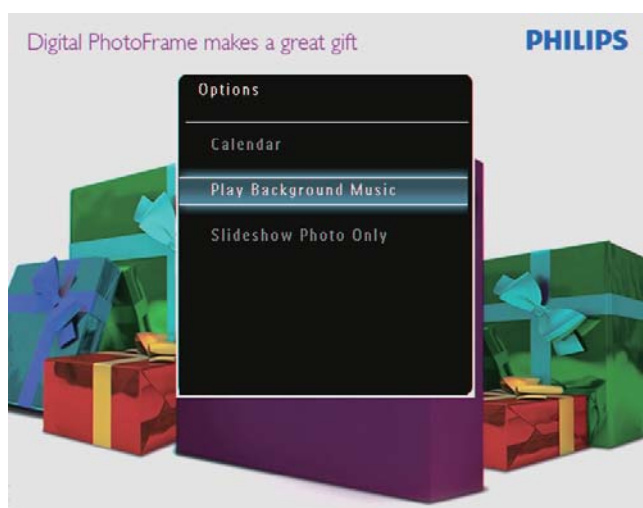 Digital PhotoFrame makes a great gift
PHILIPS
Options
Calendar
Play Background Music
Slideshow Photo Only